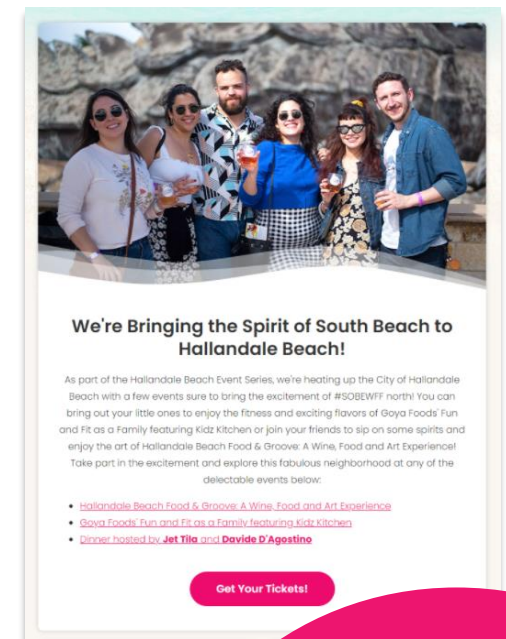 We're Bringing the Spirit of South Beach to
Hallandale Beach!
As part of the Hallandale Beach Event Series, we're heating up the City of Hallandale
Beach with a few events sure to bring the excitement of #SOBEWFF north! You can
bring out your little ones to enjoy the fitness and exciting flavors of Goya Foods' Fun
and Fit as a Family featuring Kidz Kitchen or join your friends to sip on some spirits and
enjoy the art of Hallandale Beach Food & Groove: A Wine, Food and Art Experience!
Take part in the excitement and explore this fabulous neighborhood at any of the
delectable events below:
• Hallandale Beach Food & Groove: A Wine, Food and Art Experience
• Goya Foods' Fun and Fit as a Family featuring Kidz Kitchen
• Dinner hosted by Jet Tila and Davide D'Agostino
Get Your Tickets!